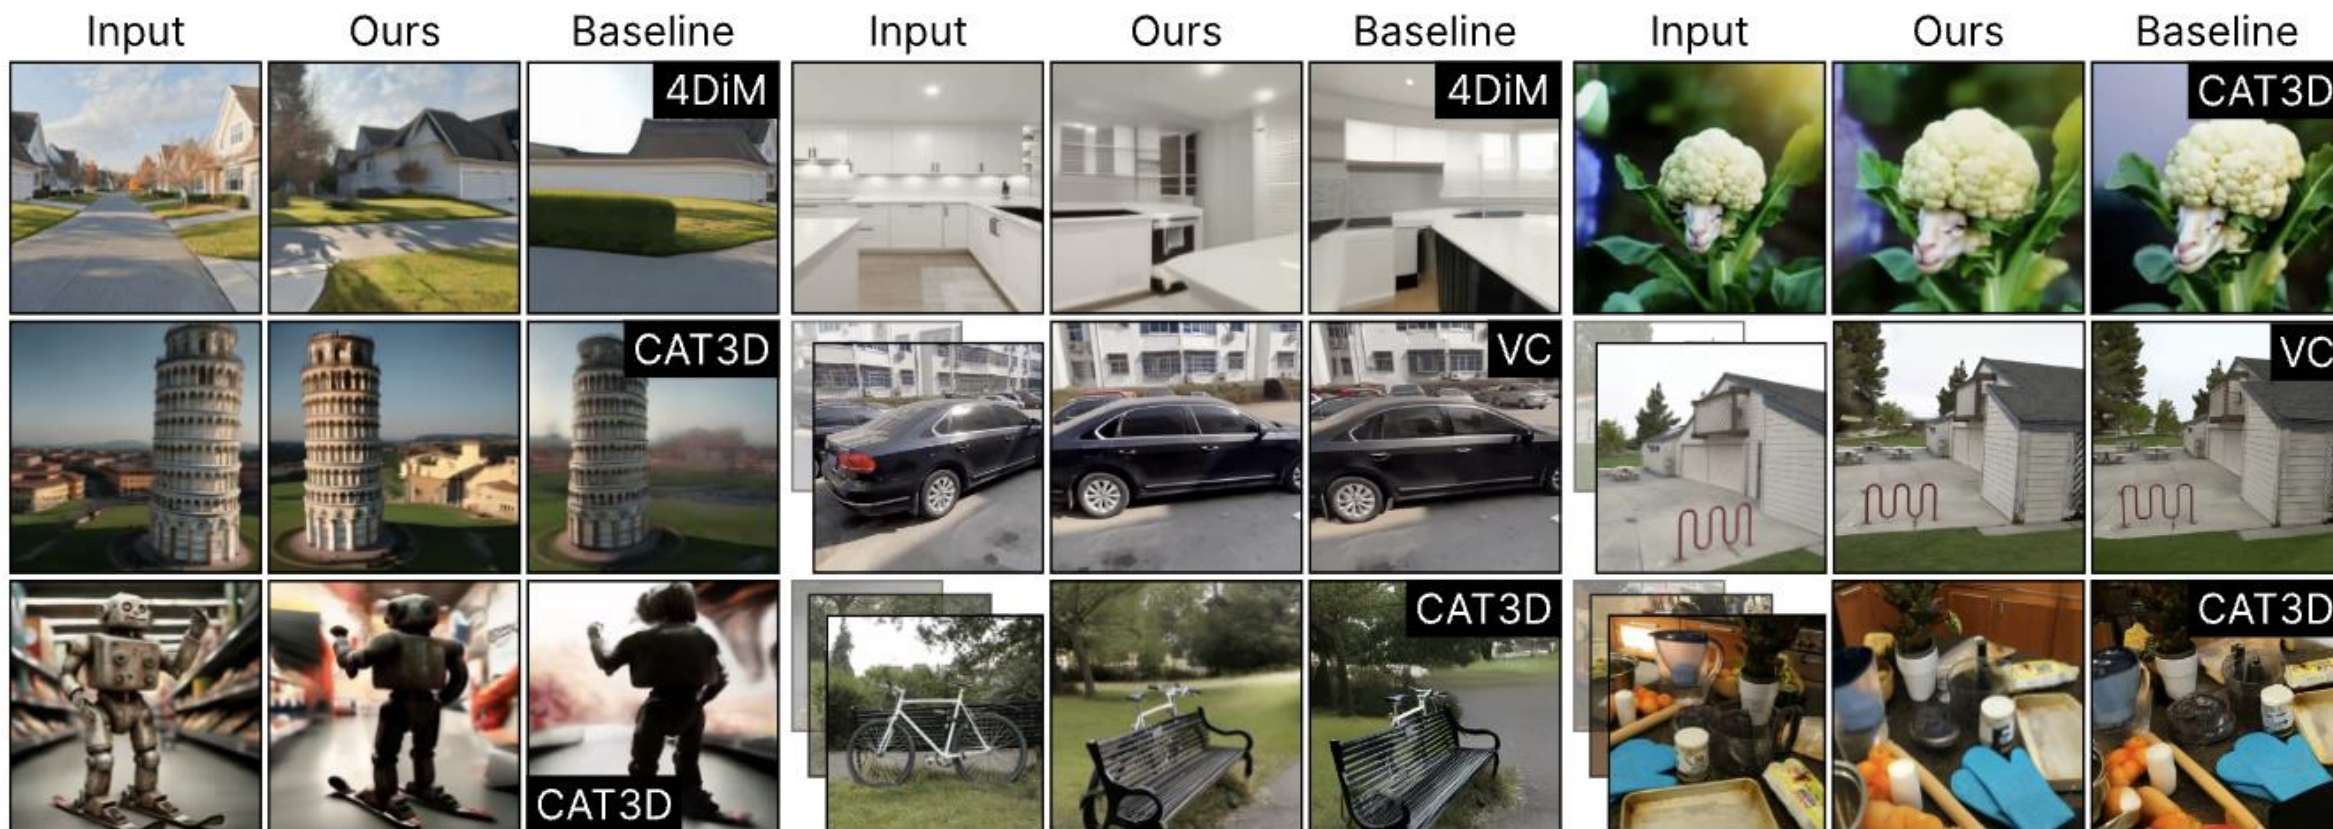 Input Ours Baseline Input Ours Baseline Input Ours Baseline
4DiM 4DiM CAT3D
CAT3D VC VC
CAT3D CAT3D
CAT3D